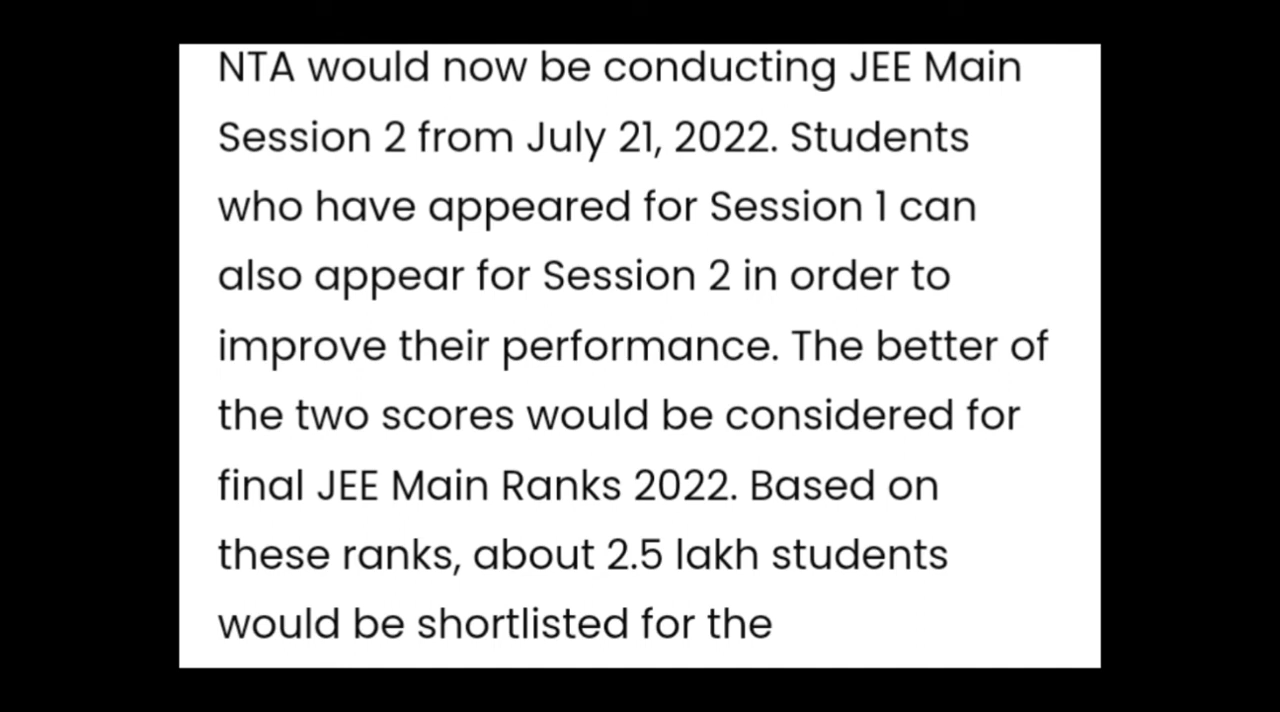 NTA would now be conducting JEE Main
Session 2 from July 21, 2022. Students
who have appeared for Session 1 can
also appear for Session 2 in order to
improve their performance. The better of
the two scores would be considered for
final JEE Main Ranks 2022. Based on
these ranks, about 2.5 lakh students
would be shortlisted for the